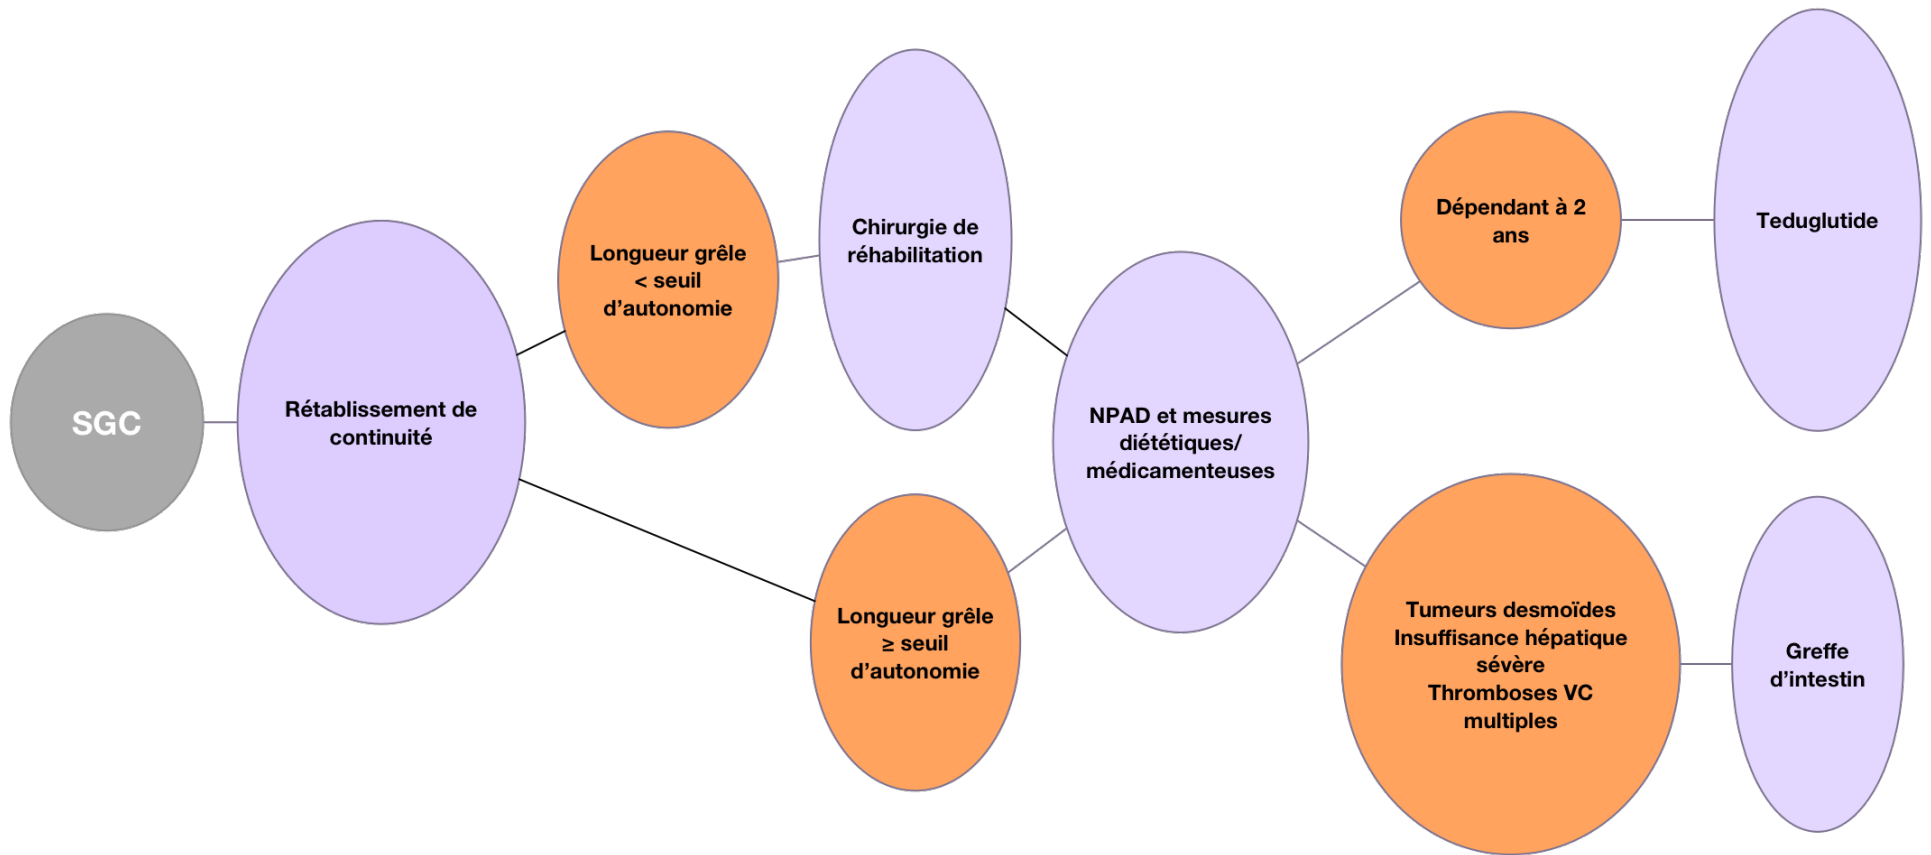 SGC
Rétablissement de
continuité
Longueur grêle
< seuil
d’autonomie
Chirurgie de
réhabilitation
Longueur grêle
≥ seuil
d’autonomie
NPAD et mesures
diététiques/
médicamenteuses
Dépendant à 2
ans
Teduglutide
Tumeurs desmoïdes
Insuffisance hépatique
sévère
Thromboses VC
multiples
Greffe
d’intestin